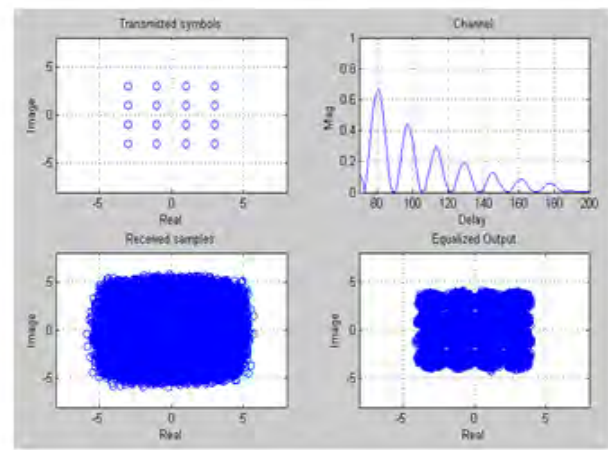 Transmitted symbols
5
0
-5
Image
-5 0 5
Real
Channel
1
0.8
0.6
0.4
0.2
0
Mag
80 100 120 140 160 180 200
Delay
Received samples
5
0
-5
Image
-5 0 5
Real
Equalized Output
5
0
-5
Image
-5 0 5
Real